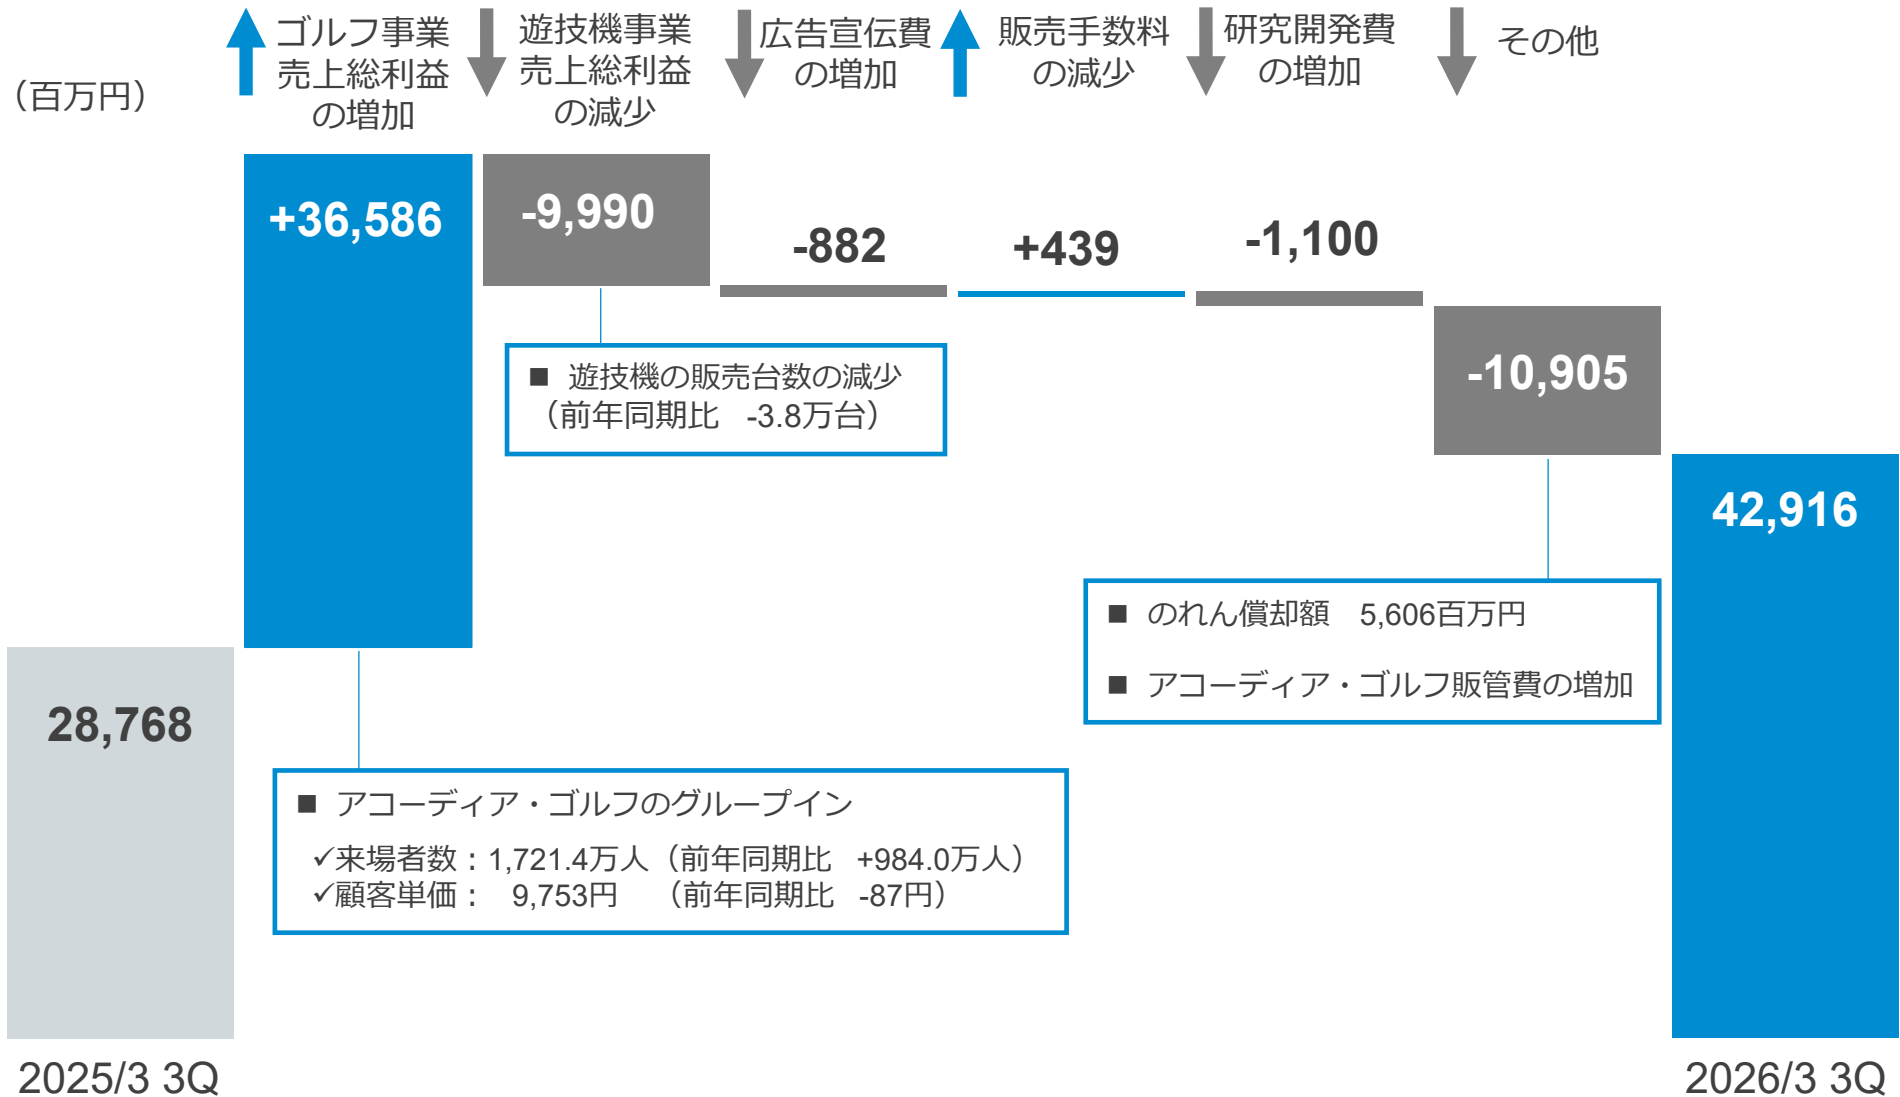 （百万円）
ゴルフ事業
売上総利益
の増加
遊技機事業
売上総利益
の減少
広告宣伝費
の増加
販売手数料
の減少
研究開発費
の増加
その他
+36,586
-9,990
-882
+439
-1,100
-10,905
42,916
28,768
■ 遊技機の販売台数の減少
（前年同期比 -3.8万台）
■ のれん償却額 5,606百万円
■ アコーディア・ゴルフ販管費の増加
■ アコーディア・ゴルフのグループイン
✓来場者数：1,721.4万人（前年同期比 +984.0万人）
✓顧客単価： 9,753円 （前年同期比 -87円）
2025/3 3Q
2026/3 3Q